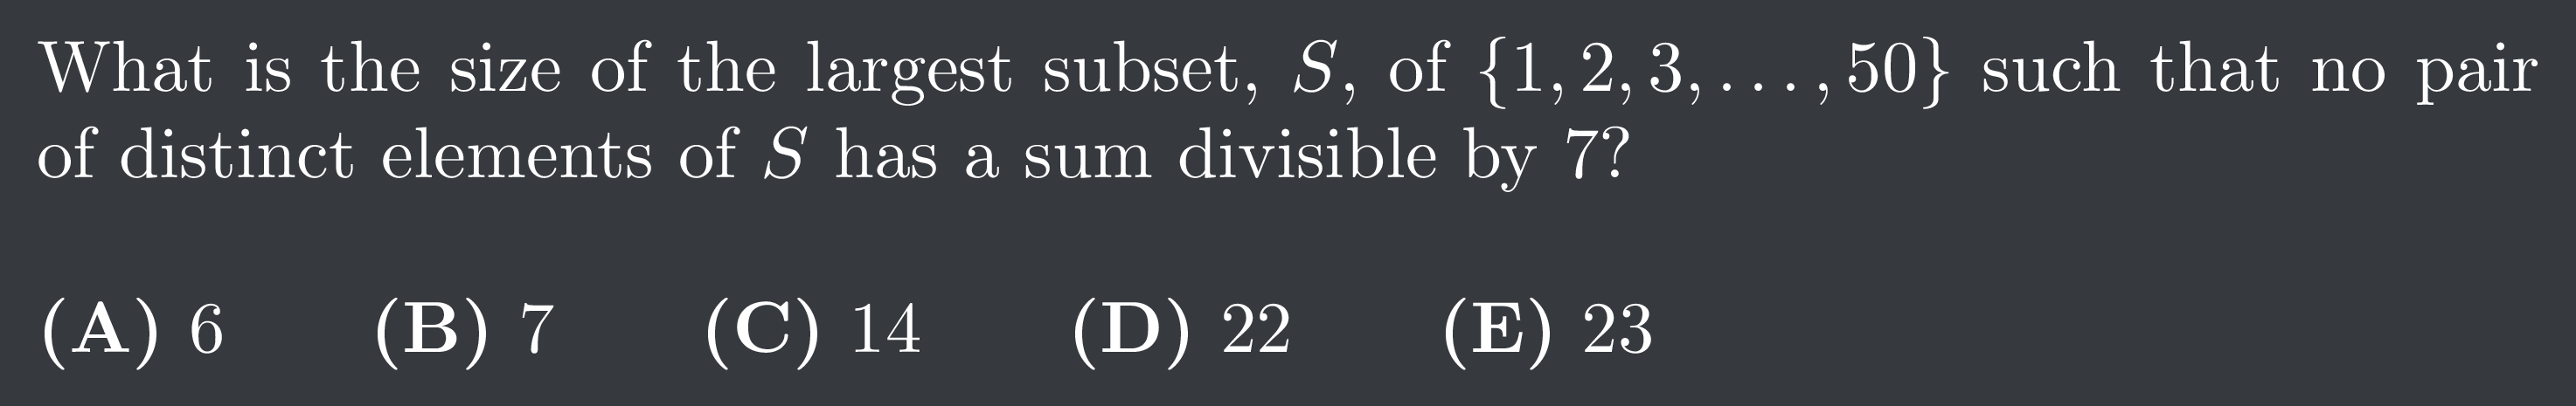 What is the size of the largest subset, S, of {1, 2, 3, . . . , 50} such that no pair
of distinct elements of S has a sum divisible by 7?
(A) 6 (B) 7 (C) 14 (D) 22 (E) 23